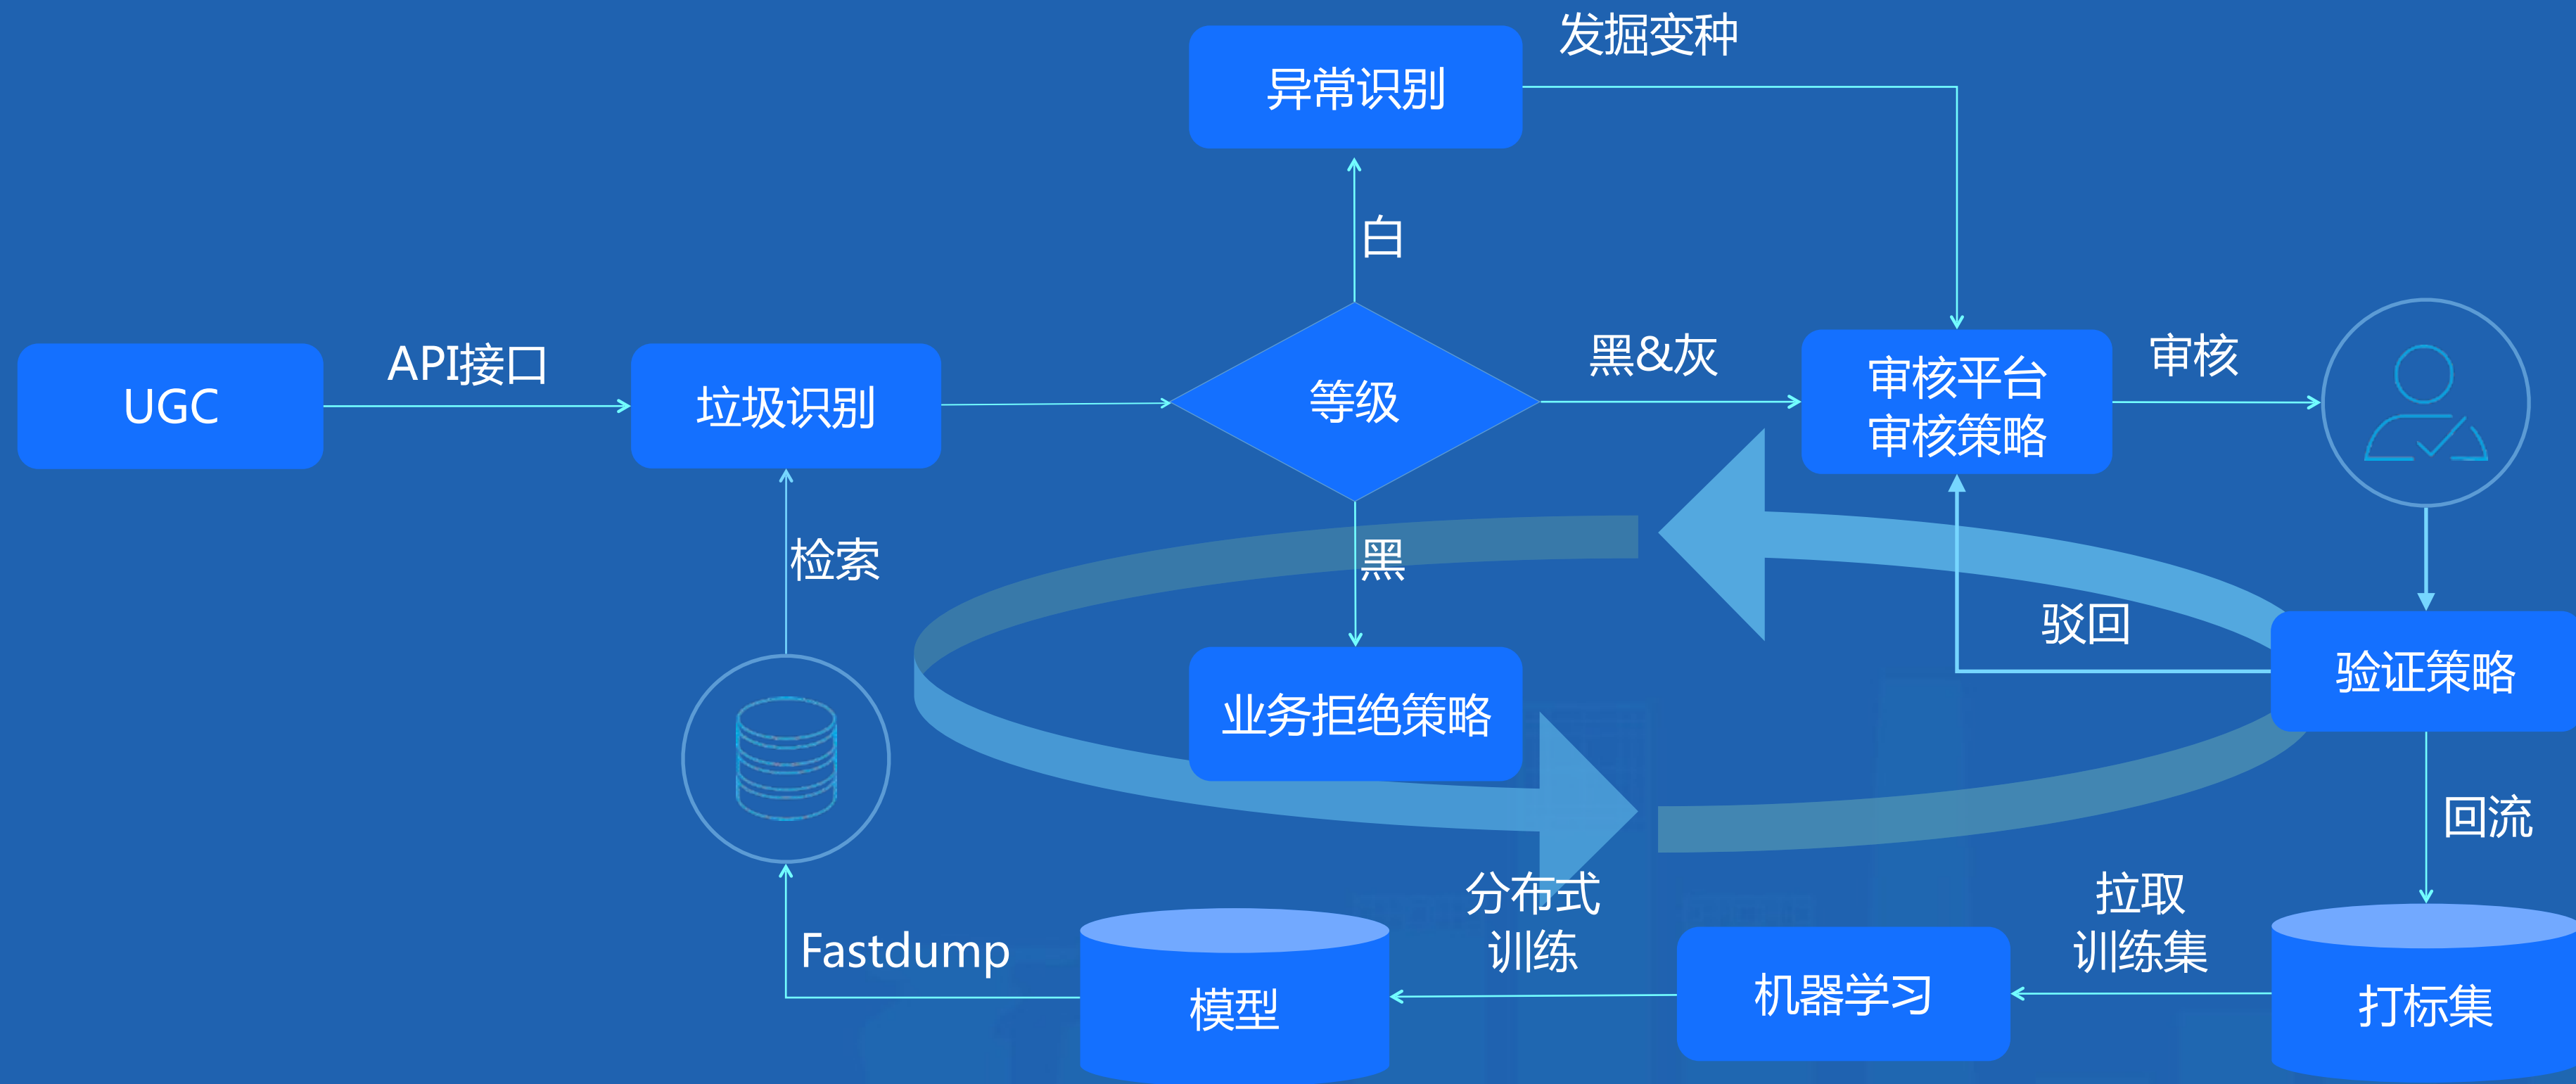 发掘变种
异常识别
白
API接口
黑&灰
审核
UGC
垃圾识别
等级
审核平台
审核策略
检索
黑
驳回
业务拒绝策略
验证策略
回流
分布式
训练
拉取
训练集
Fastdump
模型
机器学习
打标集